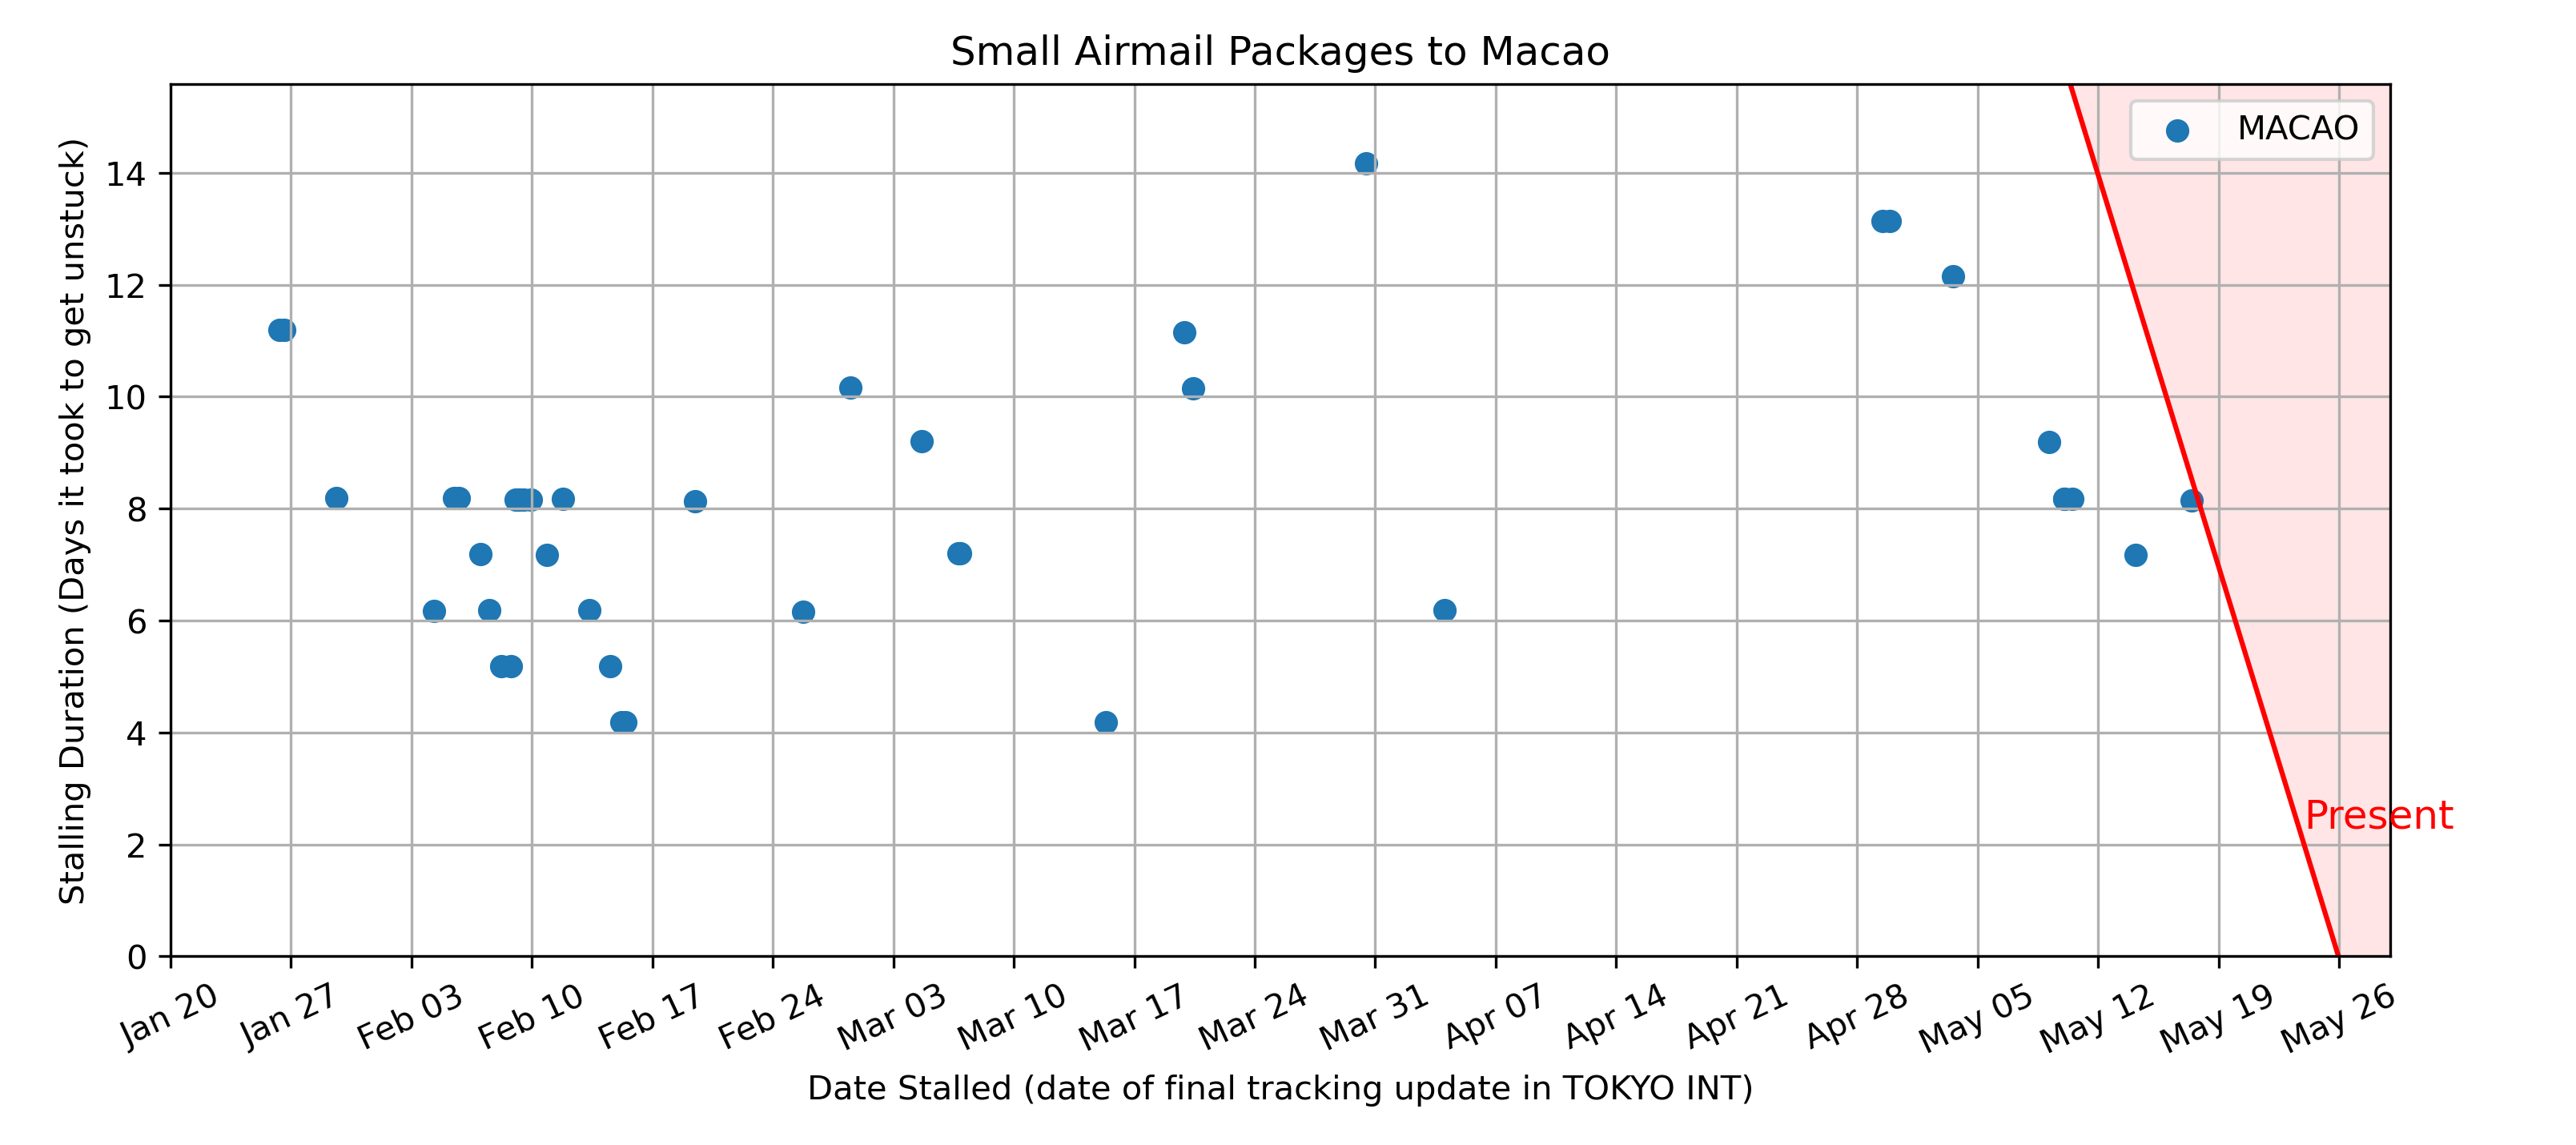 Small Airmail Packages to Macao
MACAO
Stalling Duration (Days it took to get unstuck)
14
12
10
8
6
4
2
0
Present
Jan 20 Jan 27 Feb 03 Feb 10 Feb 17 Feb 24 Mar 03 Mar 10 Mar 17 Mar 24 Mar 31 Apr 07 Apr 14 Apr 21 Apr 28 May 05 May 12 May 19 May 26
Date Stalled (date of final tracking update in TOKYO INT)